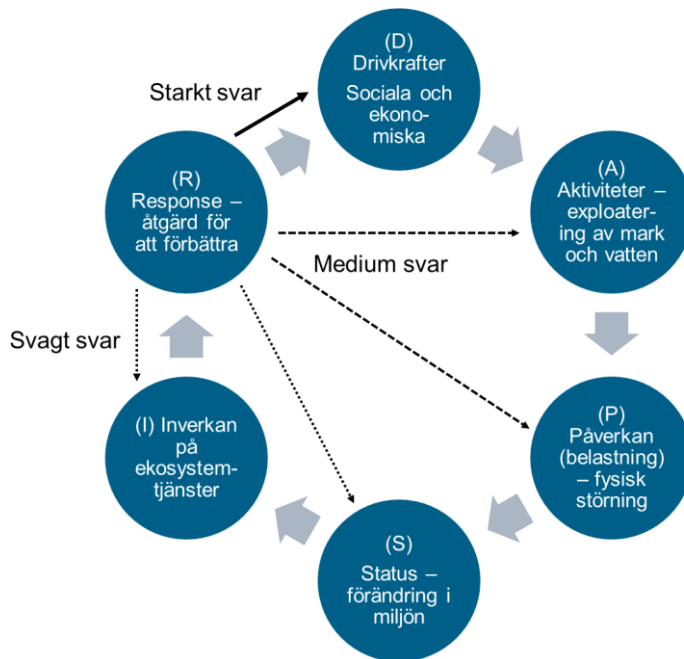 (D)
Drivkrafter
Sociala och
ekono-
miska
Starkt svar
(R)
Response –
åtgärd för
att förbättra
(A)
Aktiviteter –
exploater-
ing av mark
och vatten
Medium svar
Svagt svar
(I) Inverkan
på
ekosystem-
tjänster
(P)
Påverkan
(belastning)
– fysisk
störning
(S)
Status –
förändring i
miljön